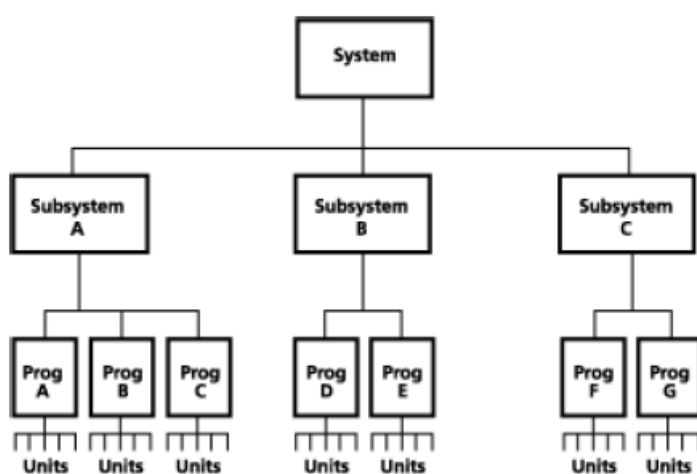 System
Subsystem
A
Subsystem
B
Subsystem
C
Prog
A
Prog
B
Prog
C
Prog
D
Prog
E
Prog
F
Prog
G
Units
Units
Units
Units
Units
Units
Units